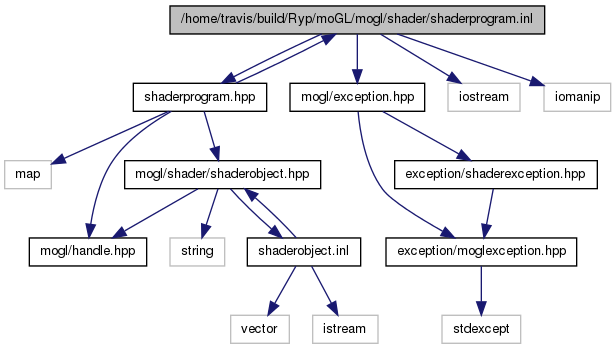 /home/travis/build/Ryp/moGL/mogl/shader/shaderprogram.inl
shaderprogram.hpp
mogl/exception.hpp
iostream
iomanip
map
mogl/shader/shaderobject.hpp
exception/shaderexception.hpp
mogl/handle.hpp
string
shaderobject.inl
exception/moglexception.hpp
vector
istream
stdexcept